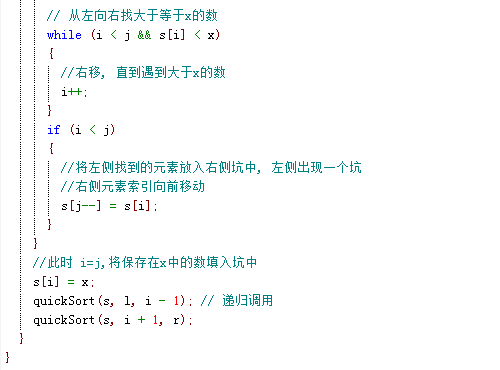 // 从左向右找大于等于x的数
while (i < j && s[i] < x)
{
//右移, 直到遇到大于x的数
i++;
}
if (i < j)
{
//将左侧找到的元素放入右侧坑中, 左侧出现一个坑
//右侧元素索引向前移动
s[j--] = s[i];
}
}
//此时 i=j,将保存在x中的数填入坑中
s[i] = x;
quickSort(s, l, i - 1); // 递归调用
quickSort(s, i + 1, r);
}
}